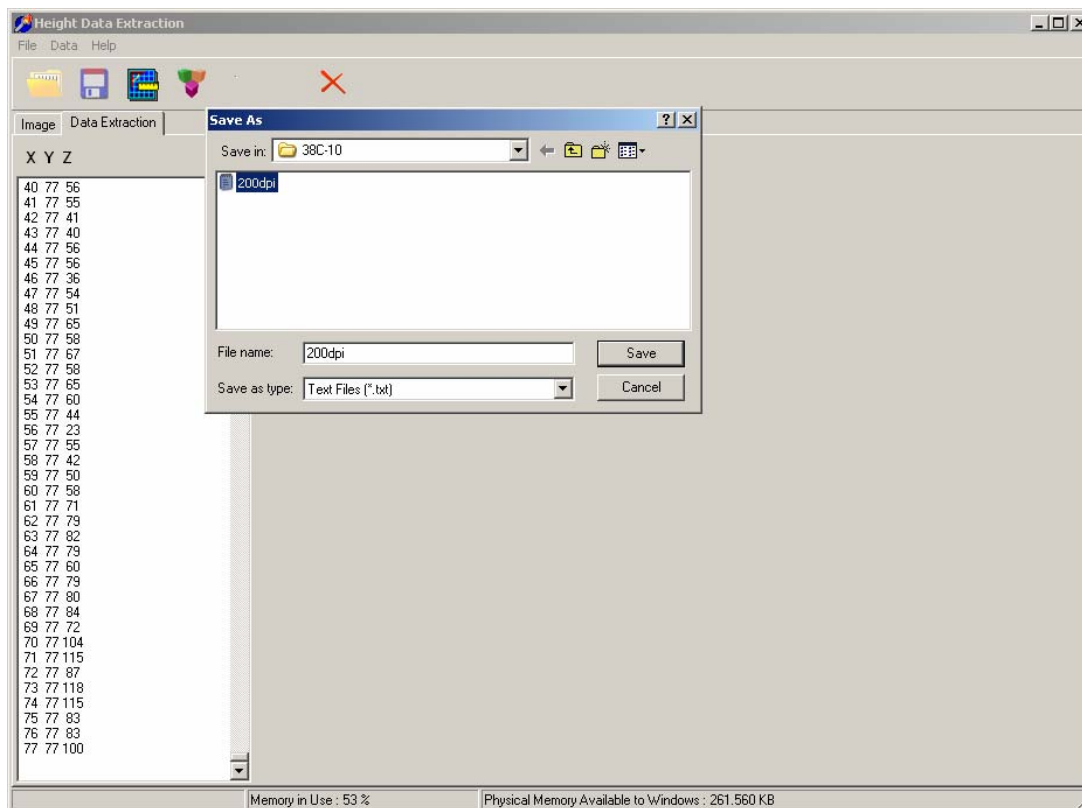 Height Data Extraction
File Data Help
Image Data Extraction
X Y Z
40 77 56
41 77 55
42 77 41
43 77 40
44 77 56
45 77 56
46 77 36
47 77 54
48 77 51
49 77 65
50 77 58
51 77 67
52 77 58
53 77 65
54 77 60
55 77 44
56 77 23
57 77 55
58 77 42
59 77 50
60 77 58
61 77 71
62 77 79
63 77 82
64 77 79
65 77 60
66 77 79
67 77 80
68 77 84
69 77 72
70 77 104
71 77 115
72 77 87
73 77 118
74 77 115
75 77 83
76 77 83
77 77 100
Save As
Save in: 38C-10
200dpi
File name: 200dpi
Save
Save as type: Text Files (*.txt)
Cancel
Memory in Use : 53 %
Physical Memory Available to Windows : 261.560 KB